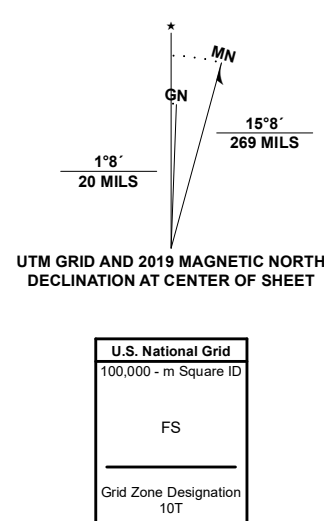 MN
GN
15°8´
269 MILS
1°8´
20 MILS
UTM GRID AND 2019 MAGNETIC NORTH
DECLINATION AT CENTER OF SHEET
U.S. National Grid
100,000 - m Square ID
FS
Grid Zone Designation
10T